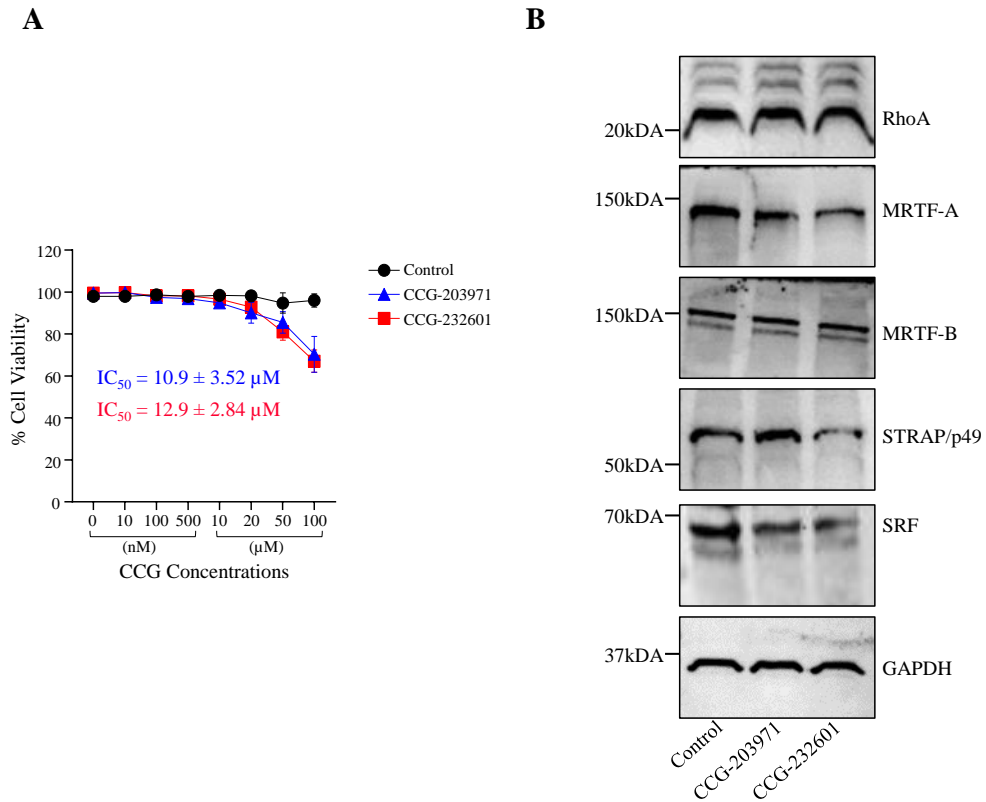 A
120
100
80
60
40
20
0
% Cell Viability
Control
CCG-203971
CCG-232601
IC50 = 10.9 ± 3.52 µM
IC50 = 12.9 ± 2.84 µM
0 10 100 500 10 20 50 100
(nM) (µM)
CCG Concentrations
B
20kDA RhoA
150kDA MRTF-A
150kDA MRTF-B
STRAP/p49
50kDA
70kDA SRF
37kDA GAPDH
Control
CCG-203971
CCG-232601